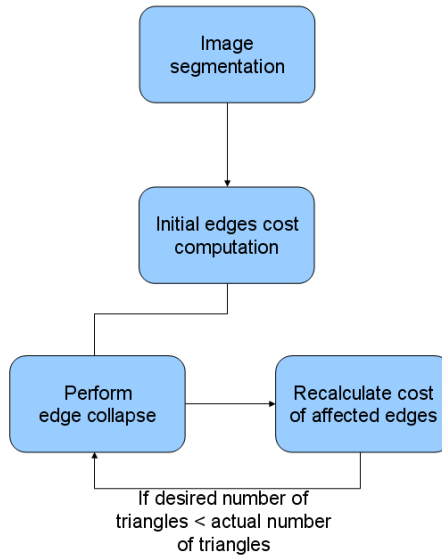 Image
segmentation
Initial edges cost
computation
Perform
edge collapse
Recalculate cost
of affected edges
If desired number of
triangles < actual number
of triangles